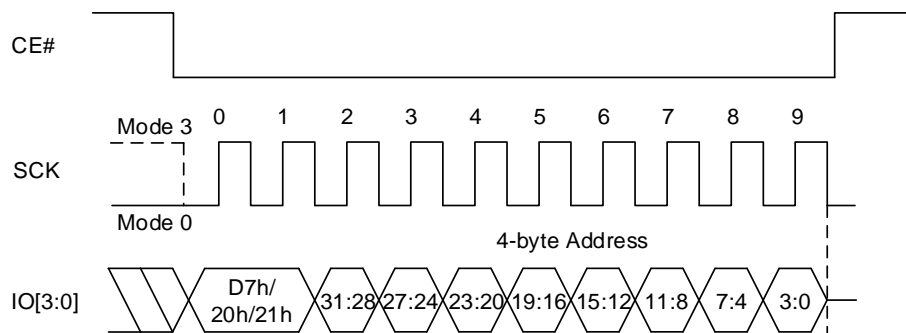 CE#
0 1 2 3 4 5 6 7 8 9
Mode 3
SCK
Mode 0
4-byte Address
IO[3:0]
D7h/
20h/21h
31:28 27:24 23:20 19:16 15:12 11:8 7:4 3:0